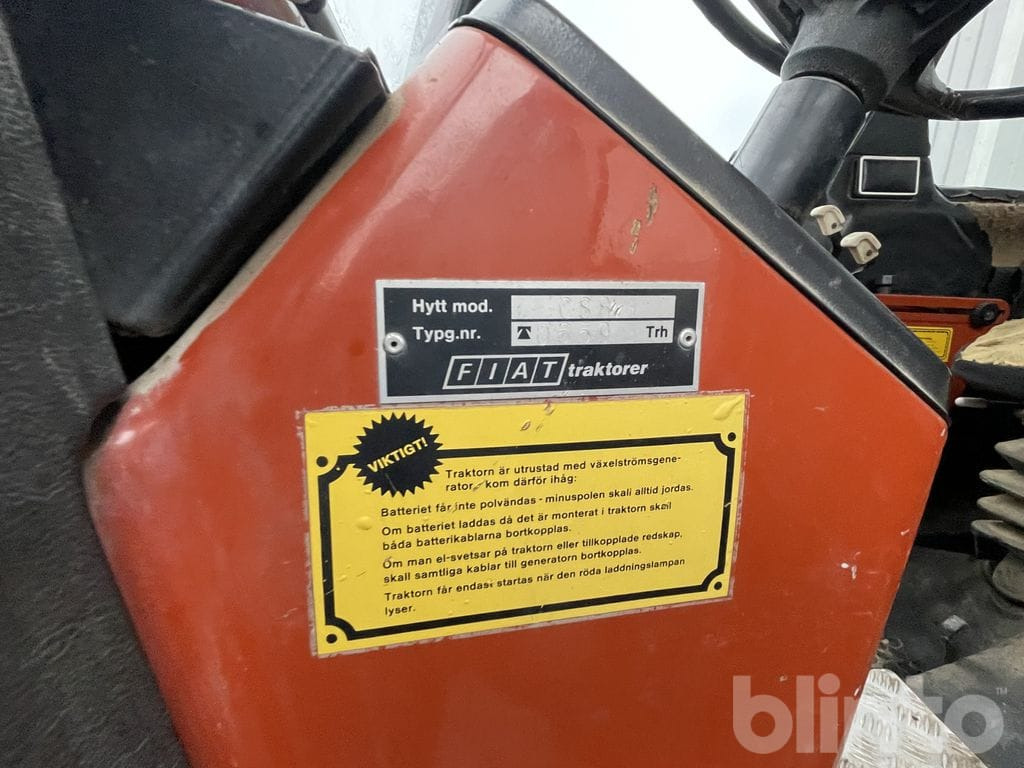 Hytt mod.
Typg.nr. Trh
FIAT traktorer
VIKTIGT!
Traktorn är utrustad med växelströmsgene-
rator, kom därför ihåg:
Batteriet får inte polvändas - minuspolen skall alltid jordas.
Om batteriet laddas då det är monterat i traktorn skall
båda batterikablarna bortkopplas.
Om man el-svetsar på traktorn eller tillkopplade redskap,
skall samtliga kablar till generatorn bortkopplas.
Traktorn får endast startas när den röda laddningslampan
lyser.
blinto™